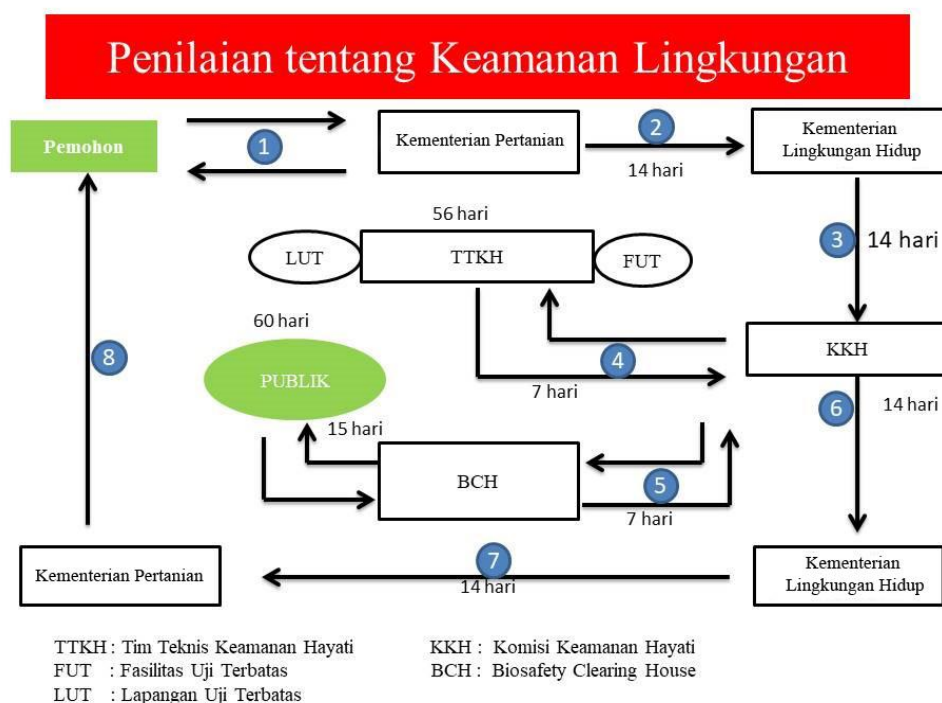 Penilaian tentang Keamanan Lingkungan
Pemohon
1
Kementerian Pertanian
2
14 hari
Kementerian
Lingkungan Hidup
3
14 hari
56 hari
LUT
TTKH
FUT
60 hari
PUBLIK
4
7 hari
KKH
6
14 hari
8
15 hari
BCH
5
7 hari
Kementerian Pertanian
7
14 hari
Kementerian
Lingkungan Hidup
TTKH : Tim Teknis Keamanan Hayati
FUT : Fasilitas Uji Terbatas
LUT : Lapangan Uji Terbatas
KKH : Komisi Keamanan Hayati
BCH : Biosafety Clearing House